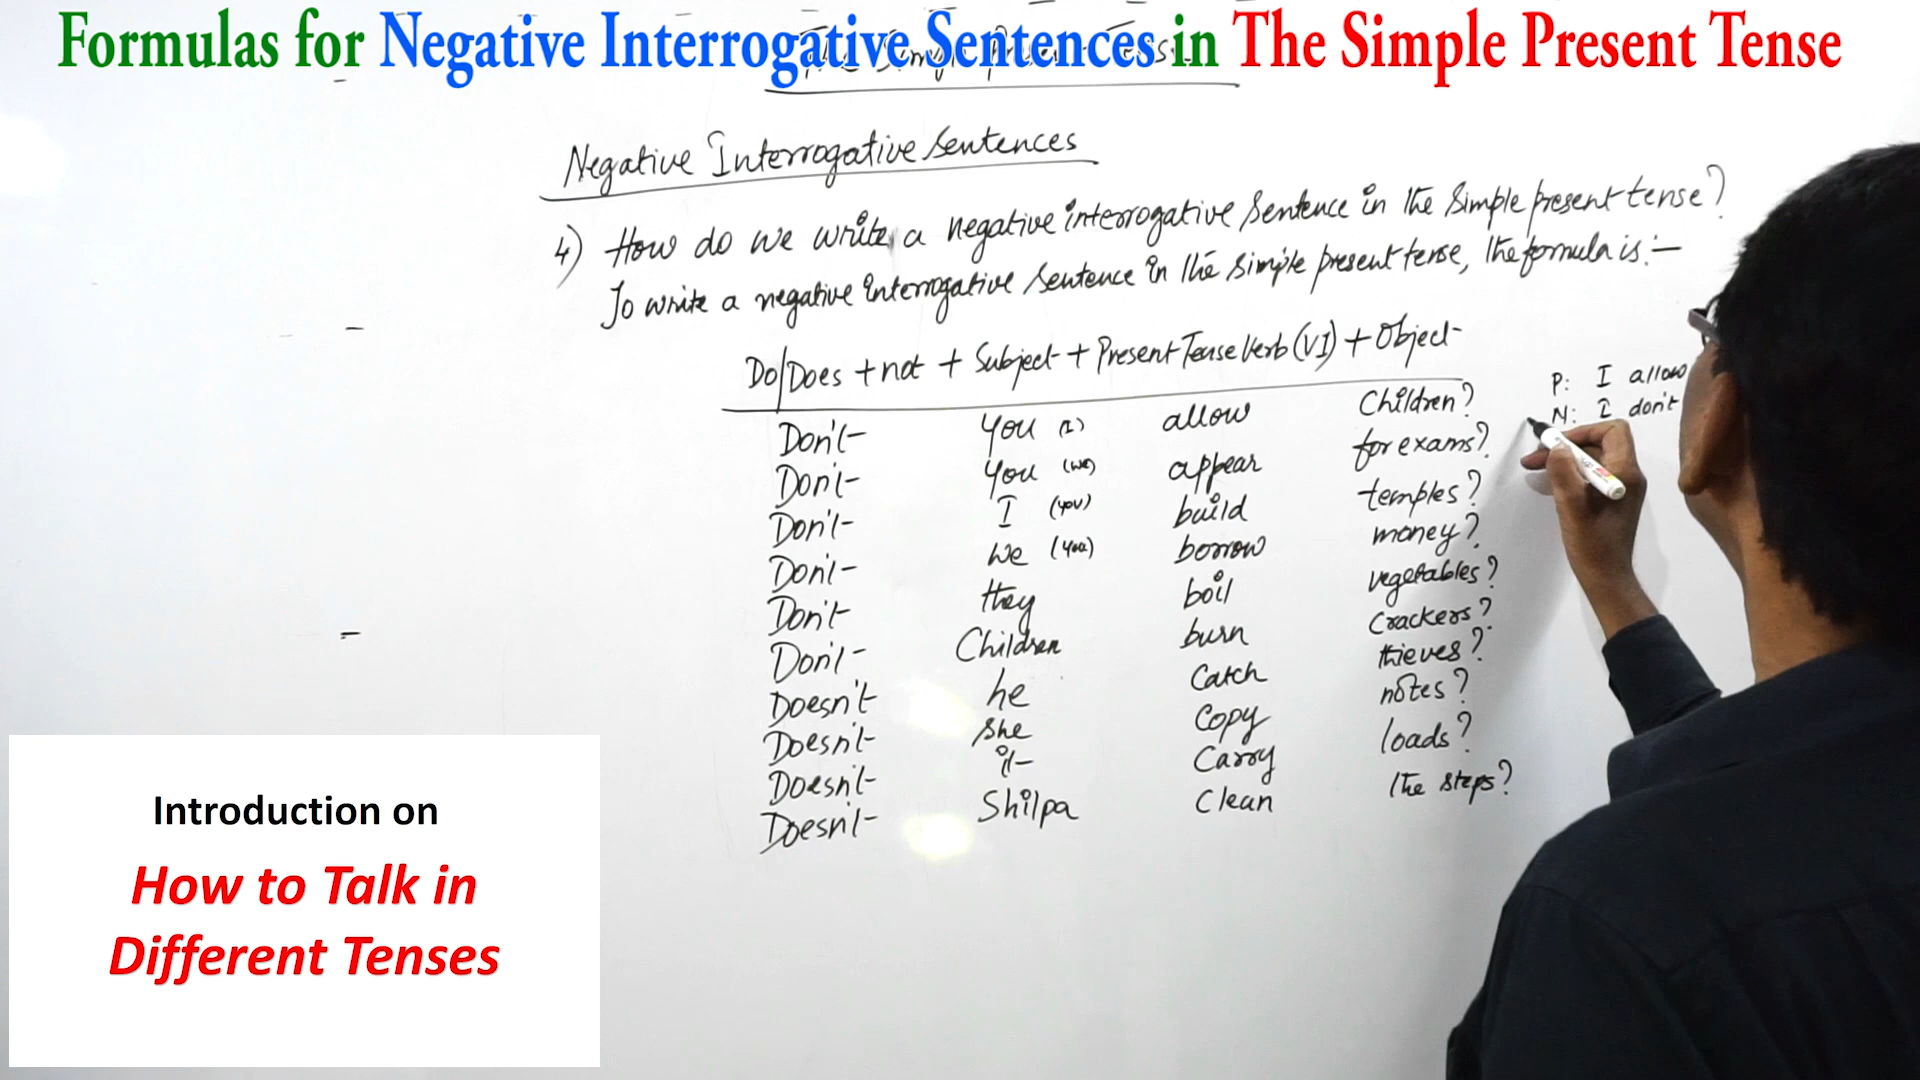 Formulas for Negative Interrogative Sentences in The Simple Present Tense
Negative Interrogative Sentences
4) How do we write a negative interrogative sentence in the simple present tense?
To write a negative interrogative sentence in the simple present tense, the formula is:-
Do/Does + not + Subject + Present Tense Verb (V1) + Object
Don't You (I) allow Children?
Don't You (we) appear for exams?
Don't I (you) build temples?
Don't we (you) borrow money?
Don't they boil vegetables?
Don't Children burn Crackers?
Doesn't he Catch thieves?
Doesn't She Copy notes?
Doesn't it Carry loads?
Doesn't Shilpa Clean the steps?
P: I allow
N: I don't
Introduction on
How to Talk in
Different Tenses